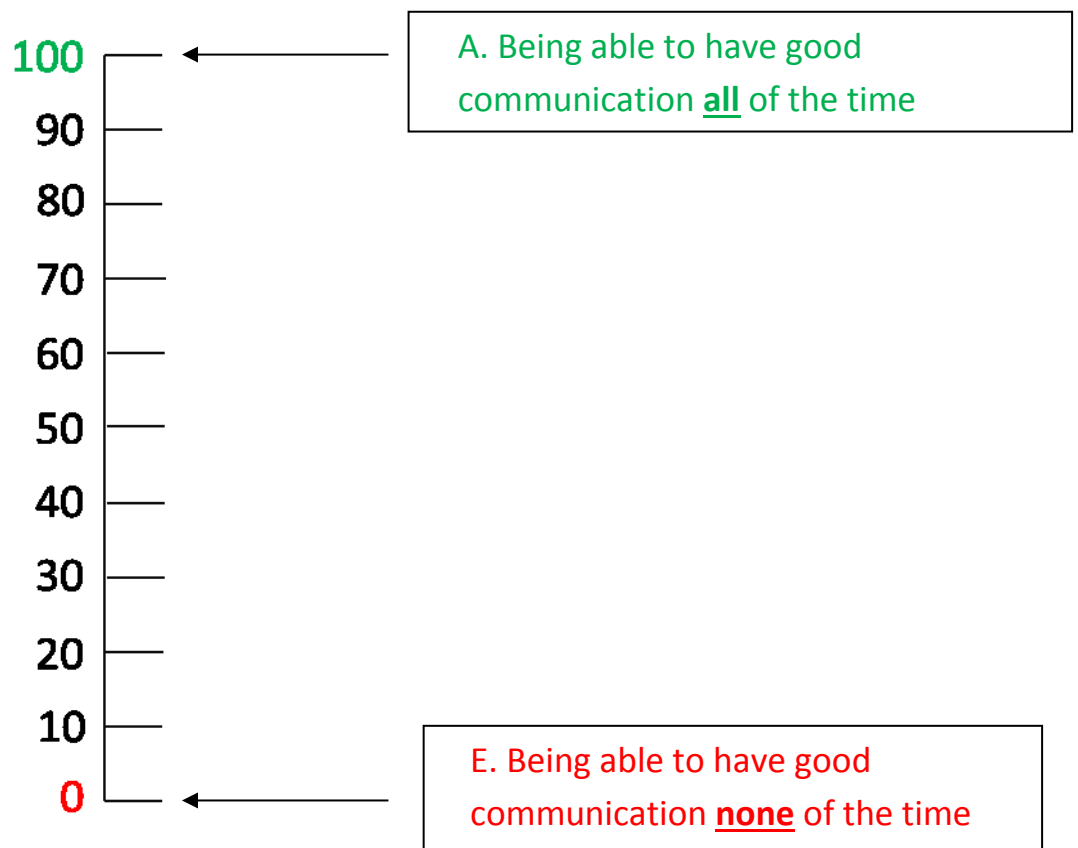 100
A. Being able to have good
communication all of the time
90
80
70
60
50
40
30
20
10
E. Being able to have good
communication none of the time
0